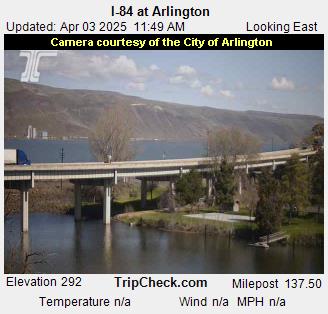 I-84 at Arlington
Updated: Apr 03 2025 11:49 AM Looking East
Camera courtesy of the City of Arlington
Elevation 292 TripCheck.com Milepost 137.50
Temperature n/a Wind n/a MPH n/a